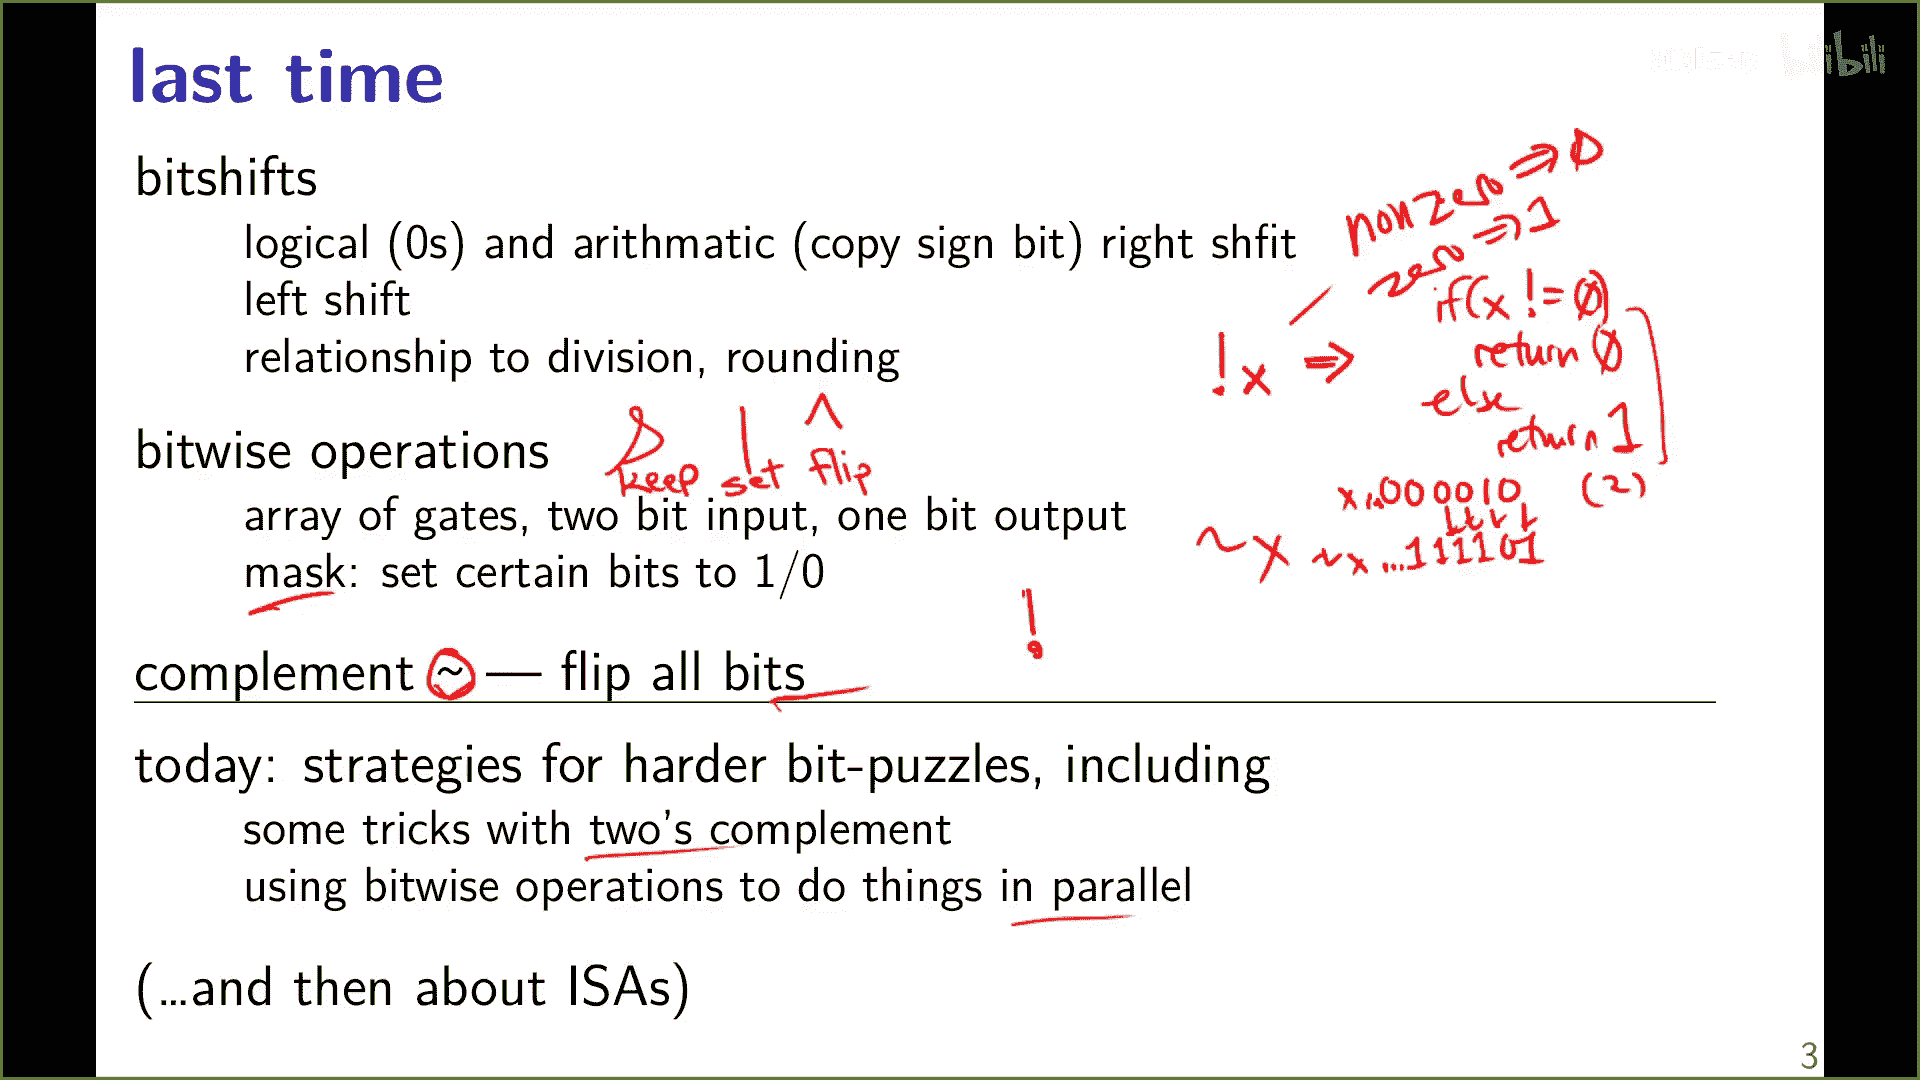 last time
bitshifts
logical (0s) and arithmatic (copy sign bit) right shfit
left shift
relationship to division, rounding
nonzero ⇒ 0
zero ⇒ 1
!x ⇒
if(x != 0)
return 0
else
return 1
bitwise operations
& | ^
keep set flip
array of gates, two bit input, one bit output
mask: set certain bits to 1/0
x...000010 (2)
~x ~x ...111101
!
complement ~ — flip all bits
today: strategies for harder bit-puzzles, including
some tricks with two's complement
using bitwise operations to do things in parallel
(…and then about ISAs)
3
bilibili